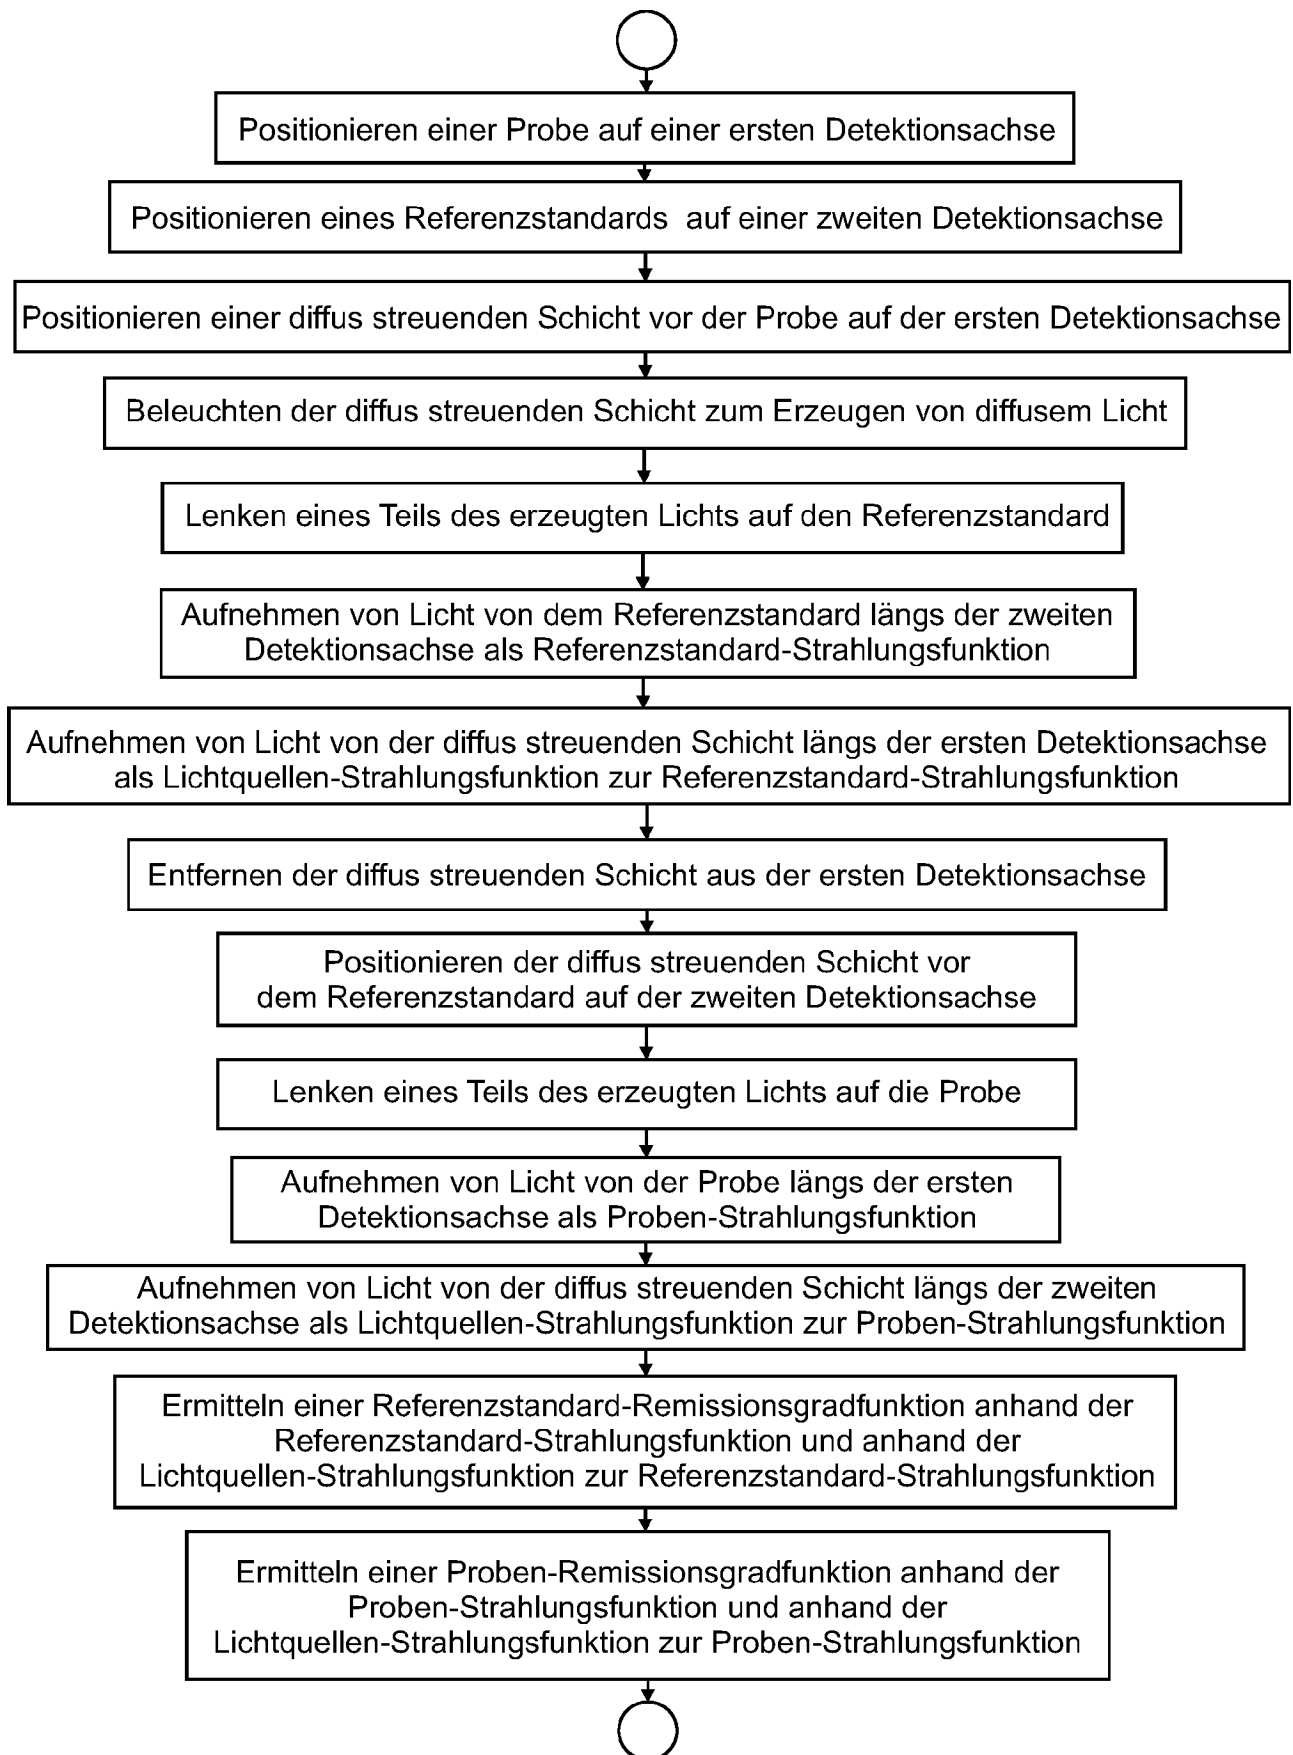 Positionieren einer Probe auf einer ersten Detektionsachse
Positionieren eines Referenzstandards auf einer zweiten Detektionsachse
Positionieren einer diffus streuenden Schicht vor der Probe auf der ersten Detektionsachse
Beleuchten der diffus streuenden Schicht zum Erzeugen von diffusem Licht
Lenken eines Teils des erzeugten Lichts auf den Referenzstandard
Aufnehmen von Licht von dem Referenzstandard längs der zweiten
Detektionsachse als Referenzstandard-Strahlungsfunktion
Aufnehmen von Licht von der diffus streuenden Schicht längs der ersten Detektionsachse
als Lichtquellen-Strahlungsfunktion zur Referenzstandard-Strahlungsfunktion
Entfernen der diffus streuenden Schicht aus der ersten Detektionsachse
Positionieren der diffus streuenden Schicht vor
dem Referenzstandard auf der zweiten Detektionsachse
Lenken eines Teils des erzeugten Lichts auf die Probe
Aufnehmen von Licht von der Probe längs der ersten
Detektionsachse als Proben-Strahlungsfunktion
Aufnehmen von Licht von der diffus streuenden Schicht längs der zweiten
Detektionsachse als Lichtquellen-Strahlungsfunktion zur Proben-Strahlungsfunktion
Ermitteln einer Referenzstandard-Remissionsgradfunktion anhand der
Referenzstandard-Strahlungsfunktion und anhand der
Lichtquellen-Strahlungsfunktion zur Referenzstandard-Strahlungsfunktion
Ermitteln einer Proben-Remissionsgradfunktion anhand der
Proben-Strahlungsfunktion und anhand der
Lichtquellen-Strahlungsfunktion zur Proben-Strahlungsfunktion